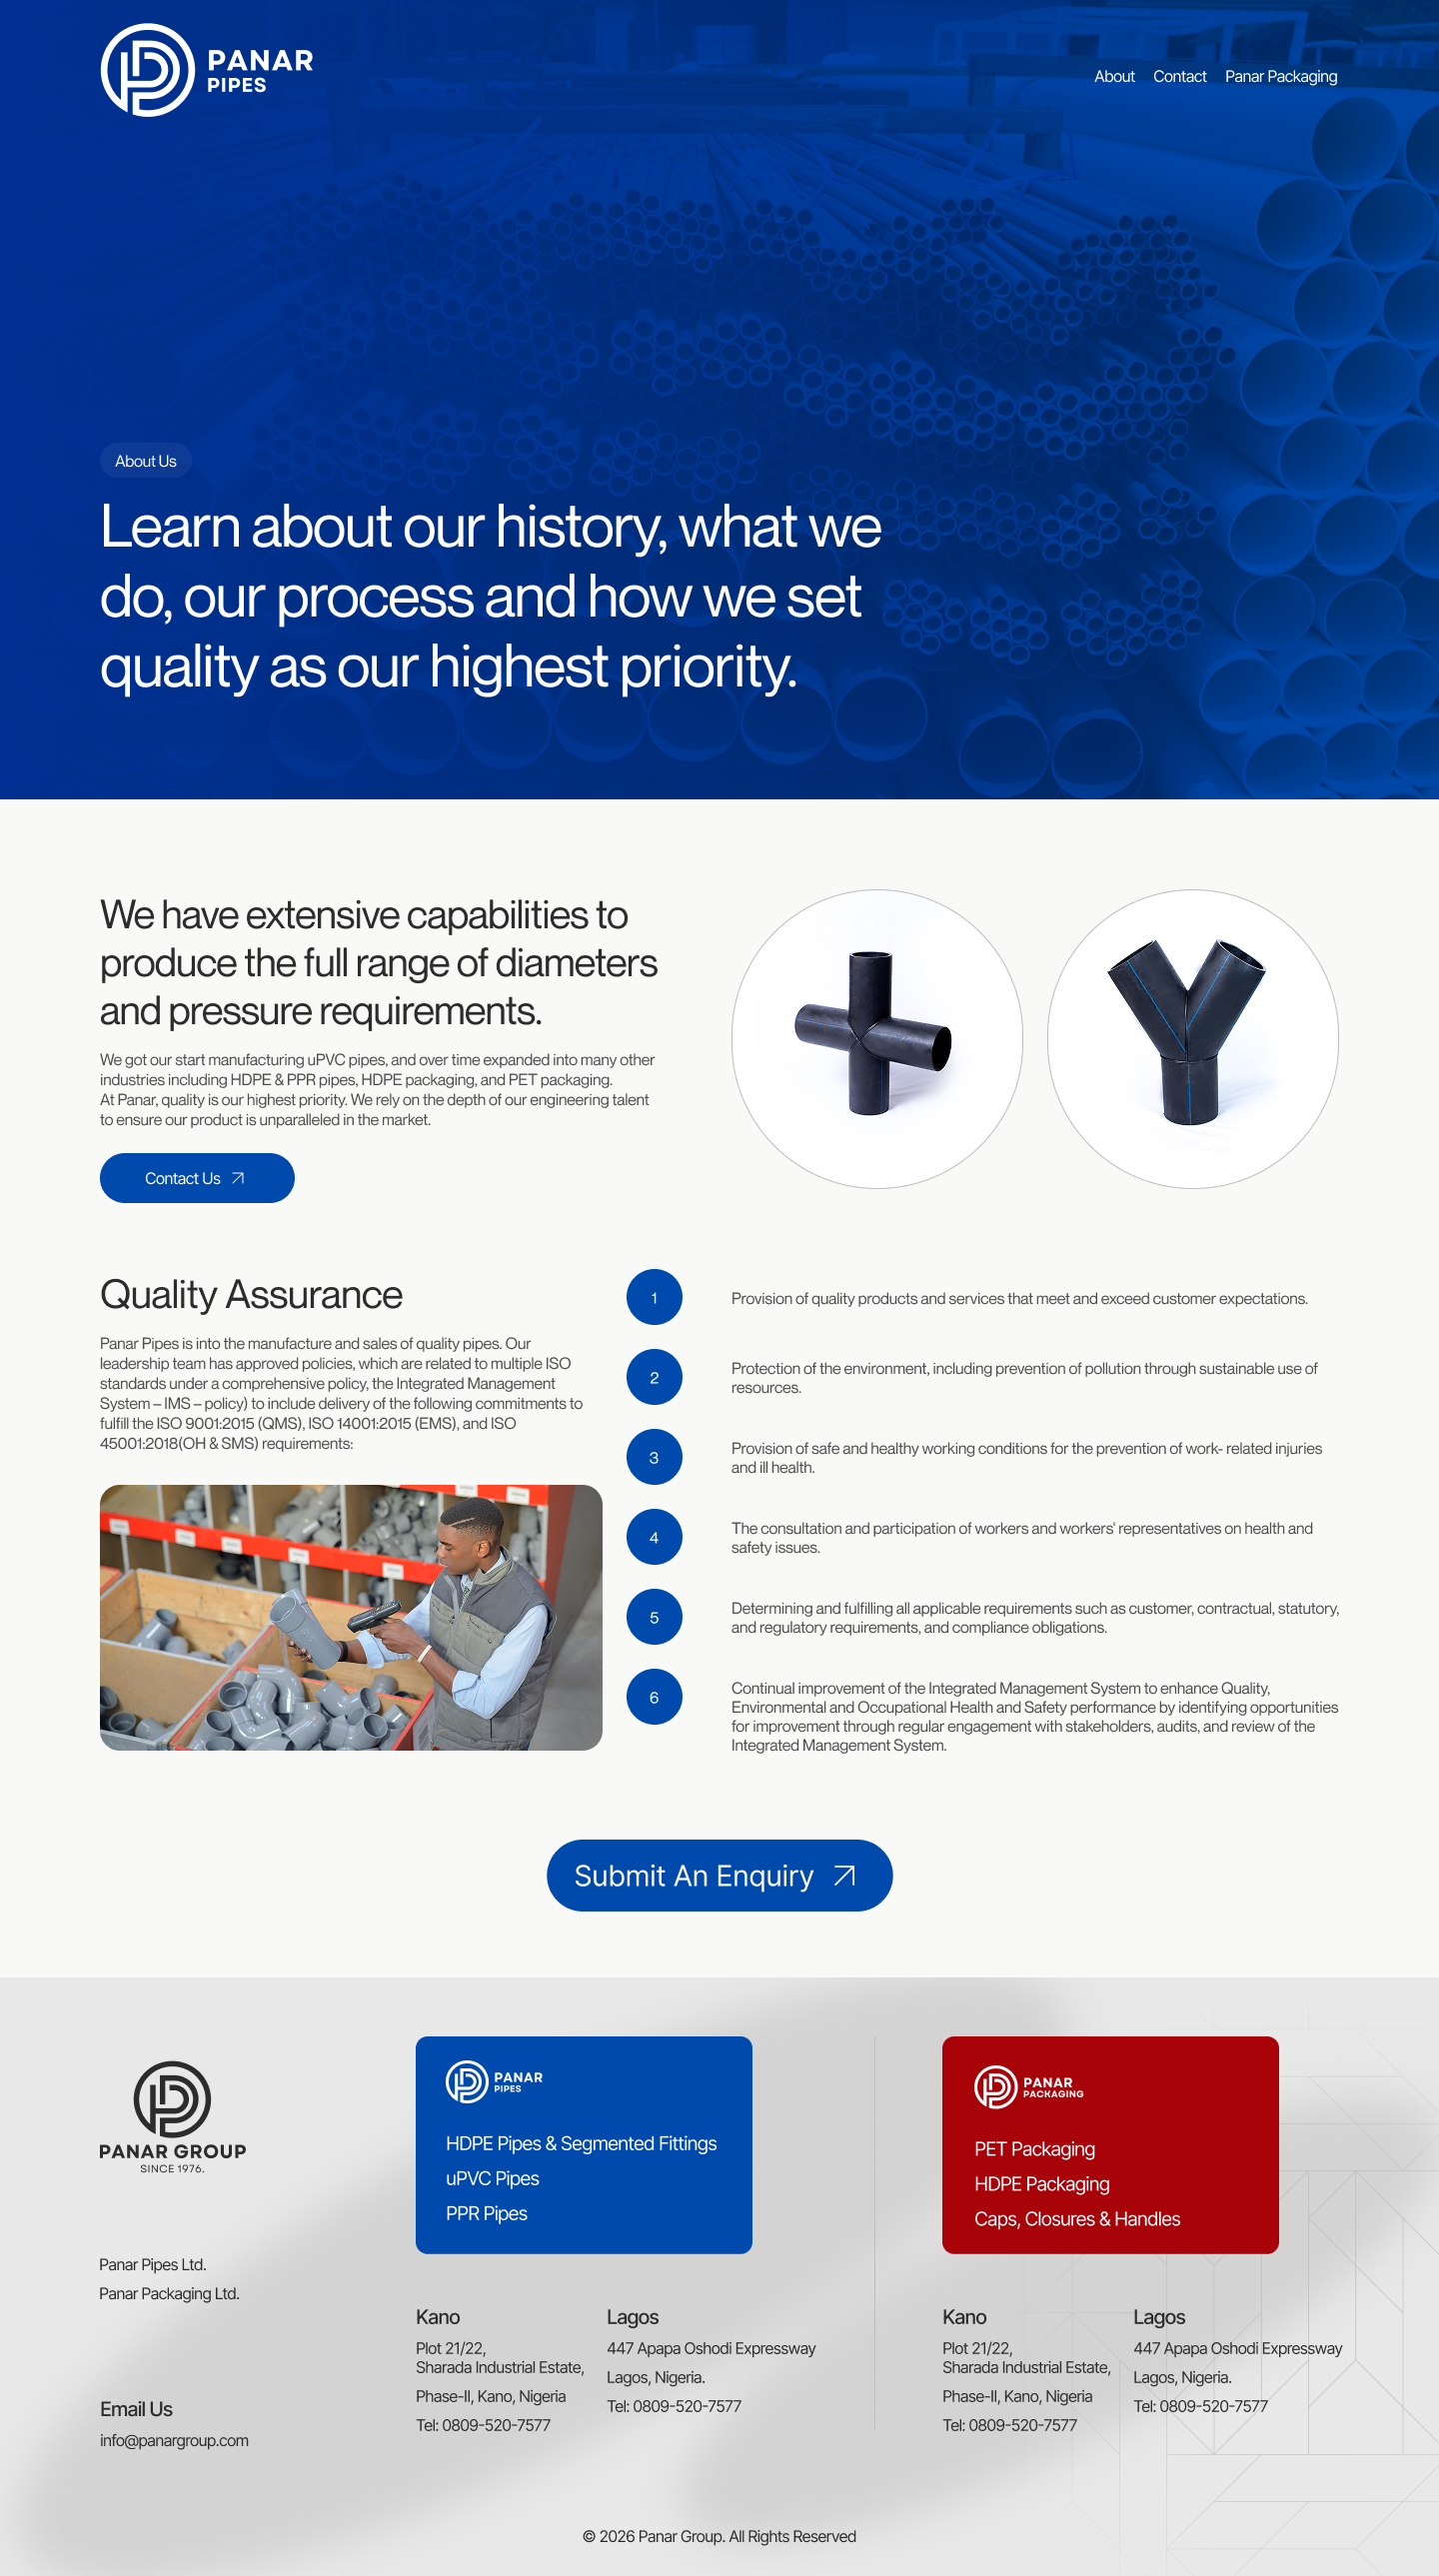 PANAR
PIPES
About Contact Panar Packaging
About Us
Learn about our history, what we
do, our process and how we set
quality as our highest priority.
We have extensive capabilities to
produce the full range of diameters
and pressure requirements.
We got our start manufacturing uPVC pipes, and over time expanded into many other
industries including HDPE & PPR pipes, HDPE packaging, and PET packaging.
At Panar, quality is our highest priority. We rely on the depth of our engineering talent
to ensure our product is unparalleled in the market.
Contact Us
Quality Assurance
Panar Pipes is into the manufacture and sales of quality pipes. Our
leadership team has approved policies, which are related to multiple ISO
standards under a comprehensive policy, the Integrated Management
System – IMS – policy) to include delivery of the following commitments to
fulfill the ISO 9001:2015 (QMS), ISO 14001:2015 (EMS), and ISO
45001:2018(OH & SMS) requirements:
1
Provision of quality products and services that meet and exceed customer expectations.
2
Protection of the environment, including prevention of pollution through sustainable use of
resources.
3
Provision of safe and healthy working conditions for the prevention of work- related injuries
and ill health.
4
The consultation and participation of workers and workers' representatives on health and
safety issues.
5
Determining and fulfilling all applicable requirements such as customer, contractual, statutory,
and regulatory requirements, and compliance obligations.
6
Continual improvement of the Integrated Management System to enhance Quality,
Environmental and Occupational Health and Safety performance by identifying opportunities
for improvement through regular engagement with stakeholders, audits, and review of the
Integrated Management System.
Submit An Enquiry
PANAR GROUP
SINCE 1976.
Panar Pipes Ltd.
Panar Packaging Ltd.
Email Us
info@panargroup.com
PANAR
PIPES
HDPE Pipes & Segmented Fittings
uPVC Pipes
PPR Pipes
Kano
Plot 21/22,
Sharada Industrial Estate,
Phase-II, Kano, Nigeria
Tel: 0809-520-7577
Lagos
447 Apapa Oshodi Expressway
Lagos, Nigeria.
Tel: 0809-520-7577
PANAR
PACKAGING
PET Packaging
HDPE Packaging
Caps, Closures & Handles
Kano
Plot 21/22,
Sharada Industrial Estate,
Phase-II, Kano, Nigeria
Tel: 0809-520-7577
Lagos
447 Apapa Oshodi Expressway
Lagos, Nigeria.
Tel: 0809-520-7577
© 2026 Panar Group. All Rights Reserved